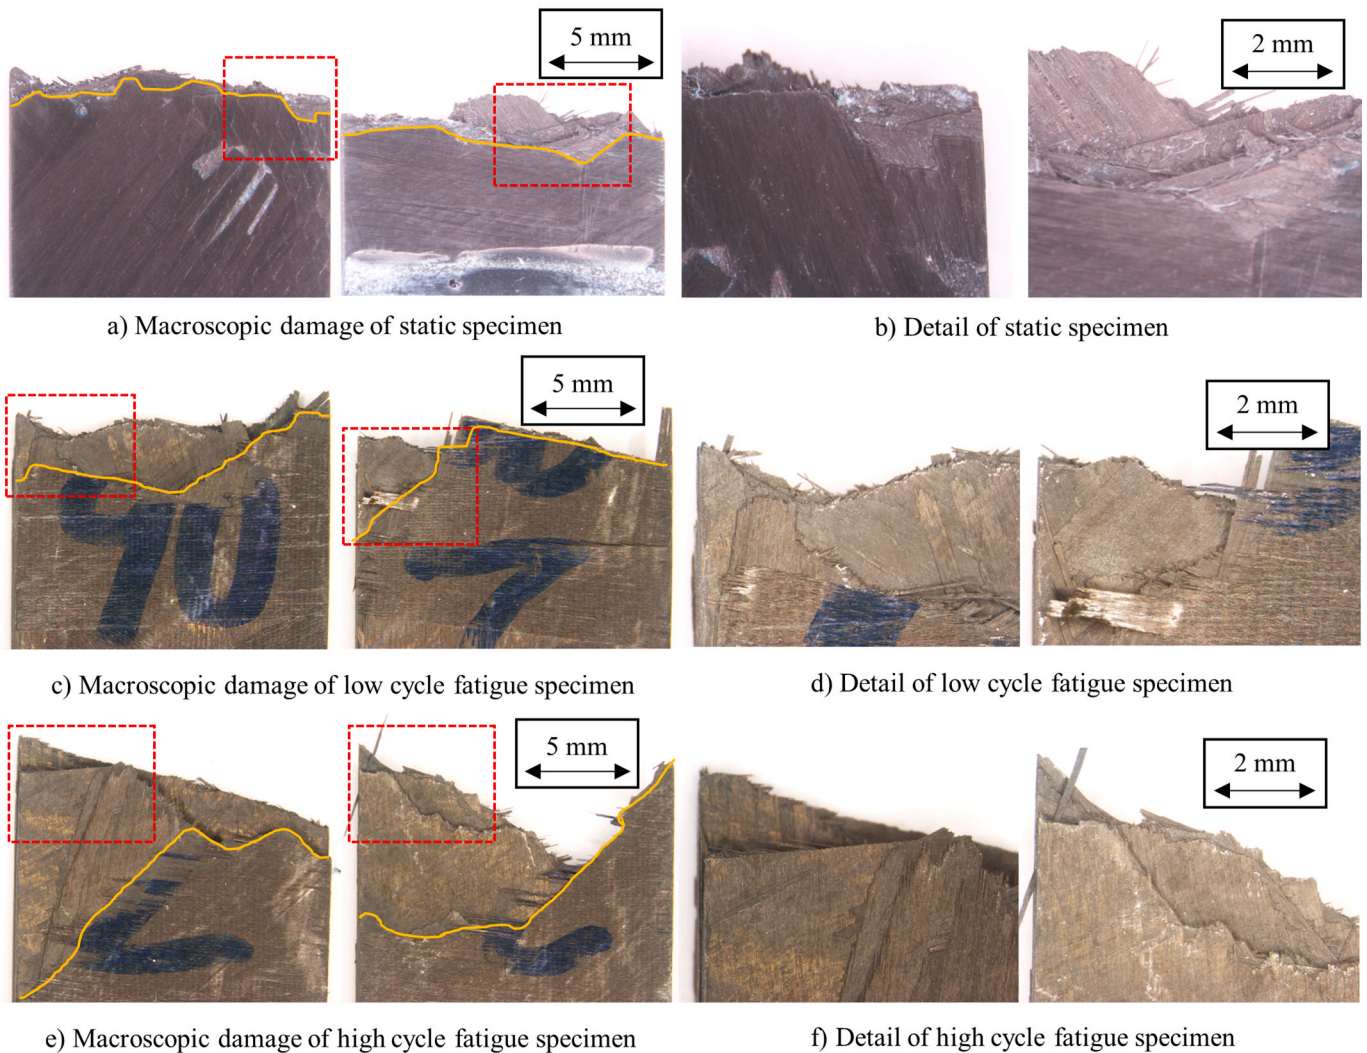 5 mm
2 mm
a) Macroscopic damage of static specimen
b) Detail of static specimen
5 mm
2 mm
90
7
c) Macroscopic damage of low cycle fatigue specimen
d) Detail of low cycle fatigue specimen
5 mm
2 mm
e) Macroscopic damage of high cycle fatigue specimen
f) Detail of high cycle fatigue specimen